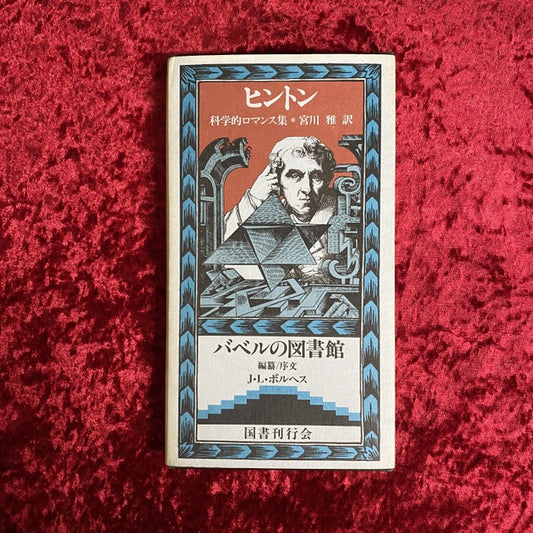 ヒントン
科学的ロマンス集*宮川 雅 訳
バベルの図書館
編纂/序文
J・L・ボルヘス
国書刊行会